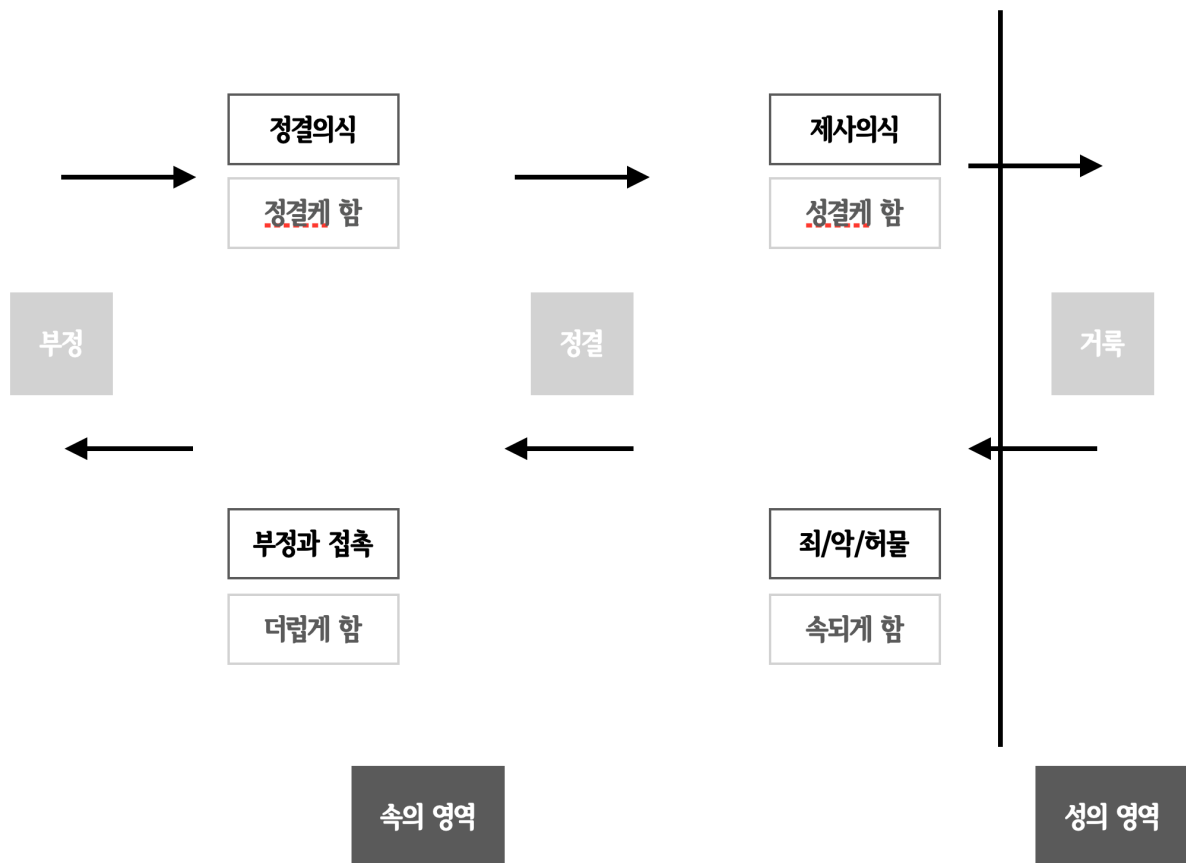 정결의식
제사의식
정결케 함
성결케 함
부정
정결
거룩
부정과 접촉
죄/악/허물
더럽게 함
속되게 함
속의 영역
성의 영역